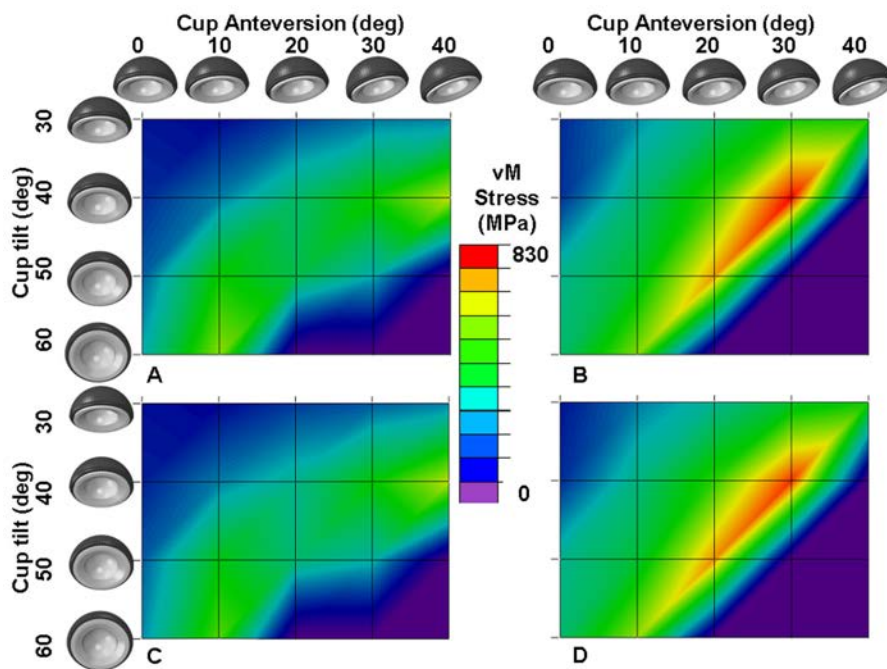 Cup Anteversion (deg)
0 10 20 30 40
Cup Anteversion (deg)
0 10 20 30 40
Cup tilt (deg)
30
40
50
60
A
vM
Stress
(MPa)
830
0
B
Cup tilt (deg)
30
40
50
60
C
D